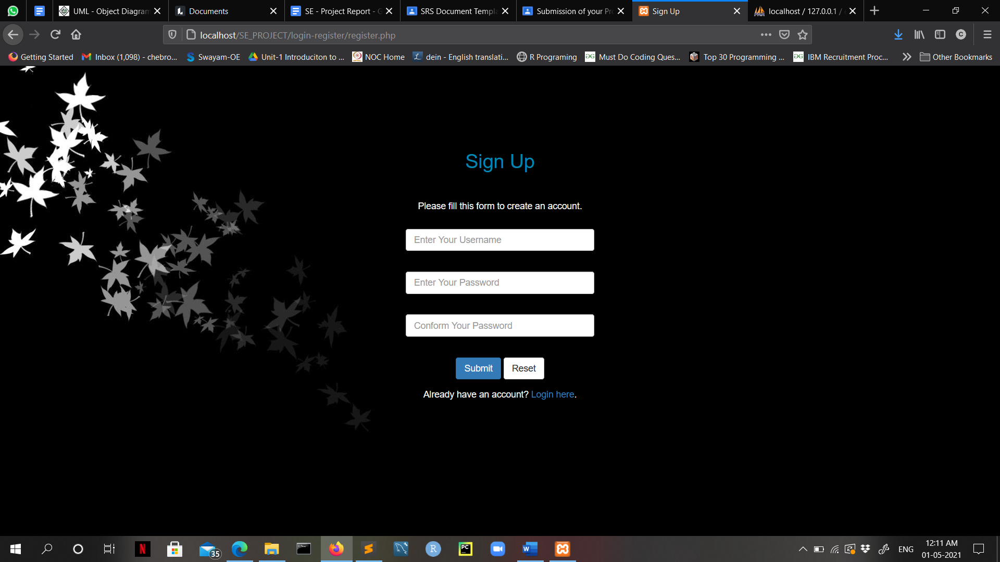 UML - Object Diagram
Documents
SE - Project Report - G
SRS Document Templa
Submission of your Pr
Sign Up
localhost / 127.0.0.1 /
localhost/SE_PROJECT/login-register/register.php
Getting Started
Inbox (1,098) - chebro...
Swayam-OE
Unit-1 Introduciton to ...
NOC Home
dein - English translati...
R Programing
Must Do Coding Ques...
Top 30 Programming ...
IBM Recruitment Proc...
Other Bookmarks
Sign Up
Please fill this form to create an account.
Enter Your Username
Enter Your Password
Conform Your Password
Submit
Reset
Already have an account? Login here.
35
ENG
12:11 AM
01-05-2021